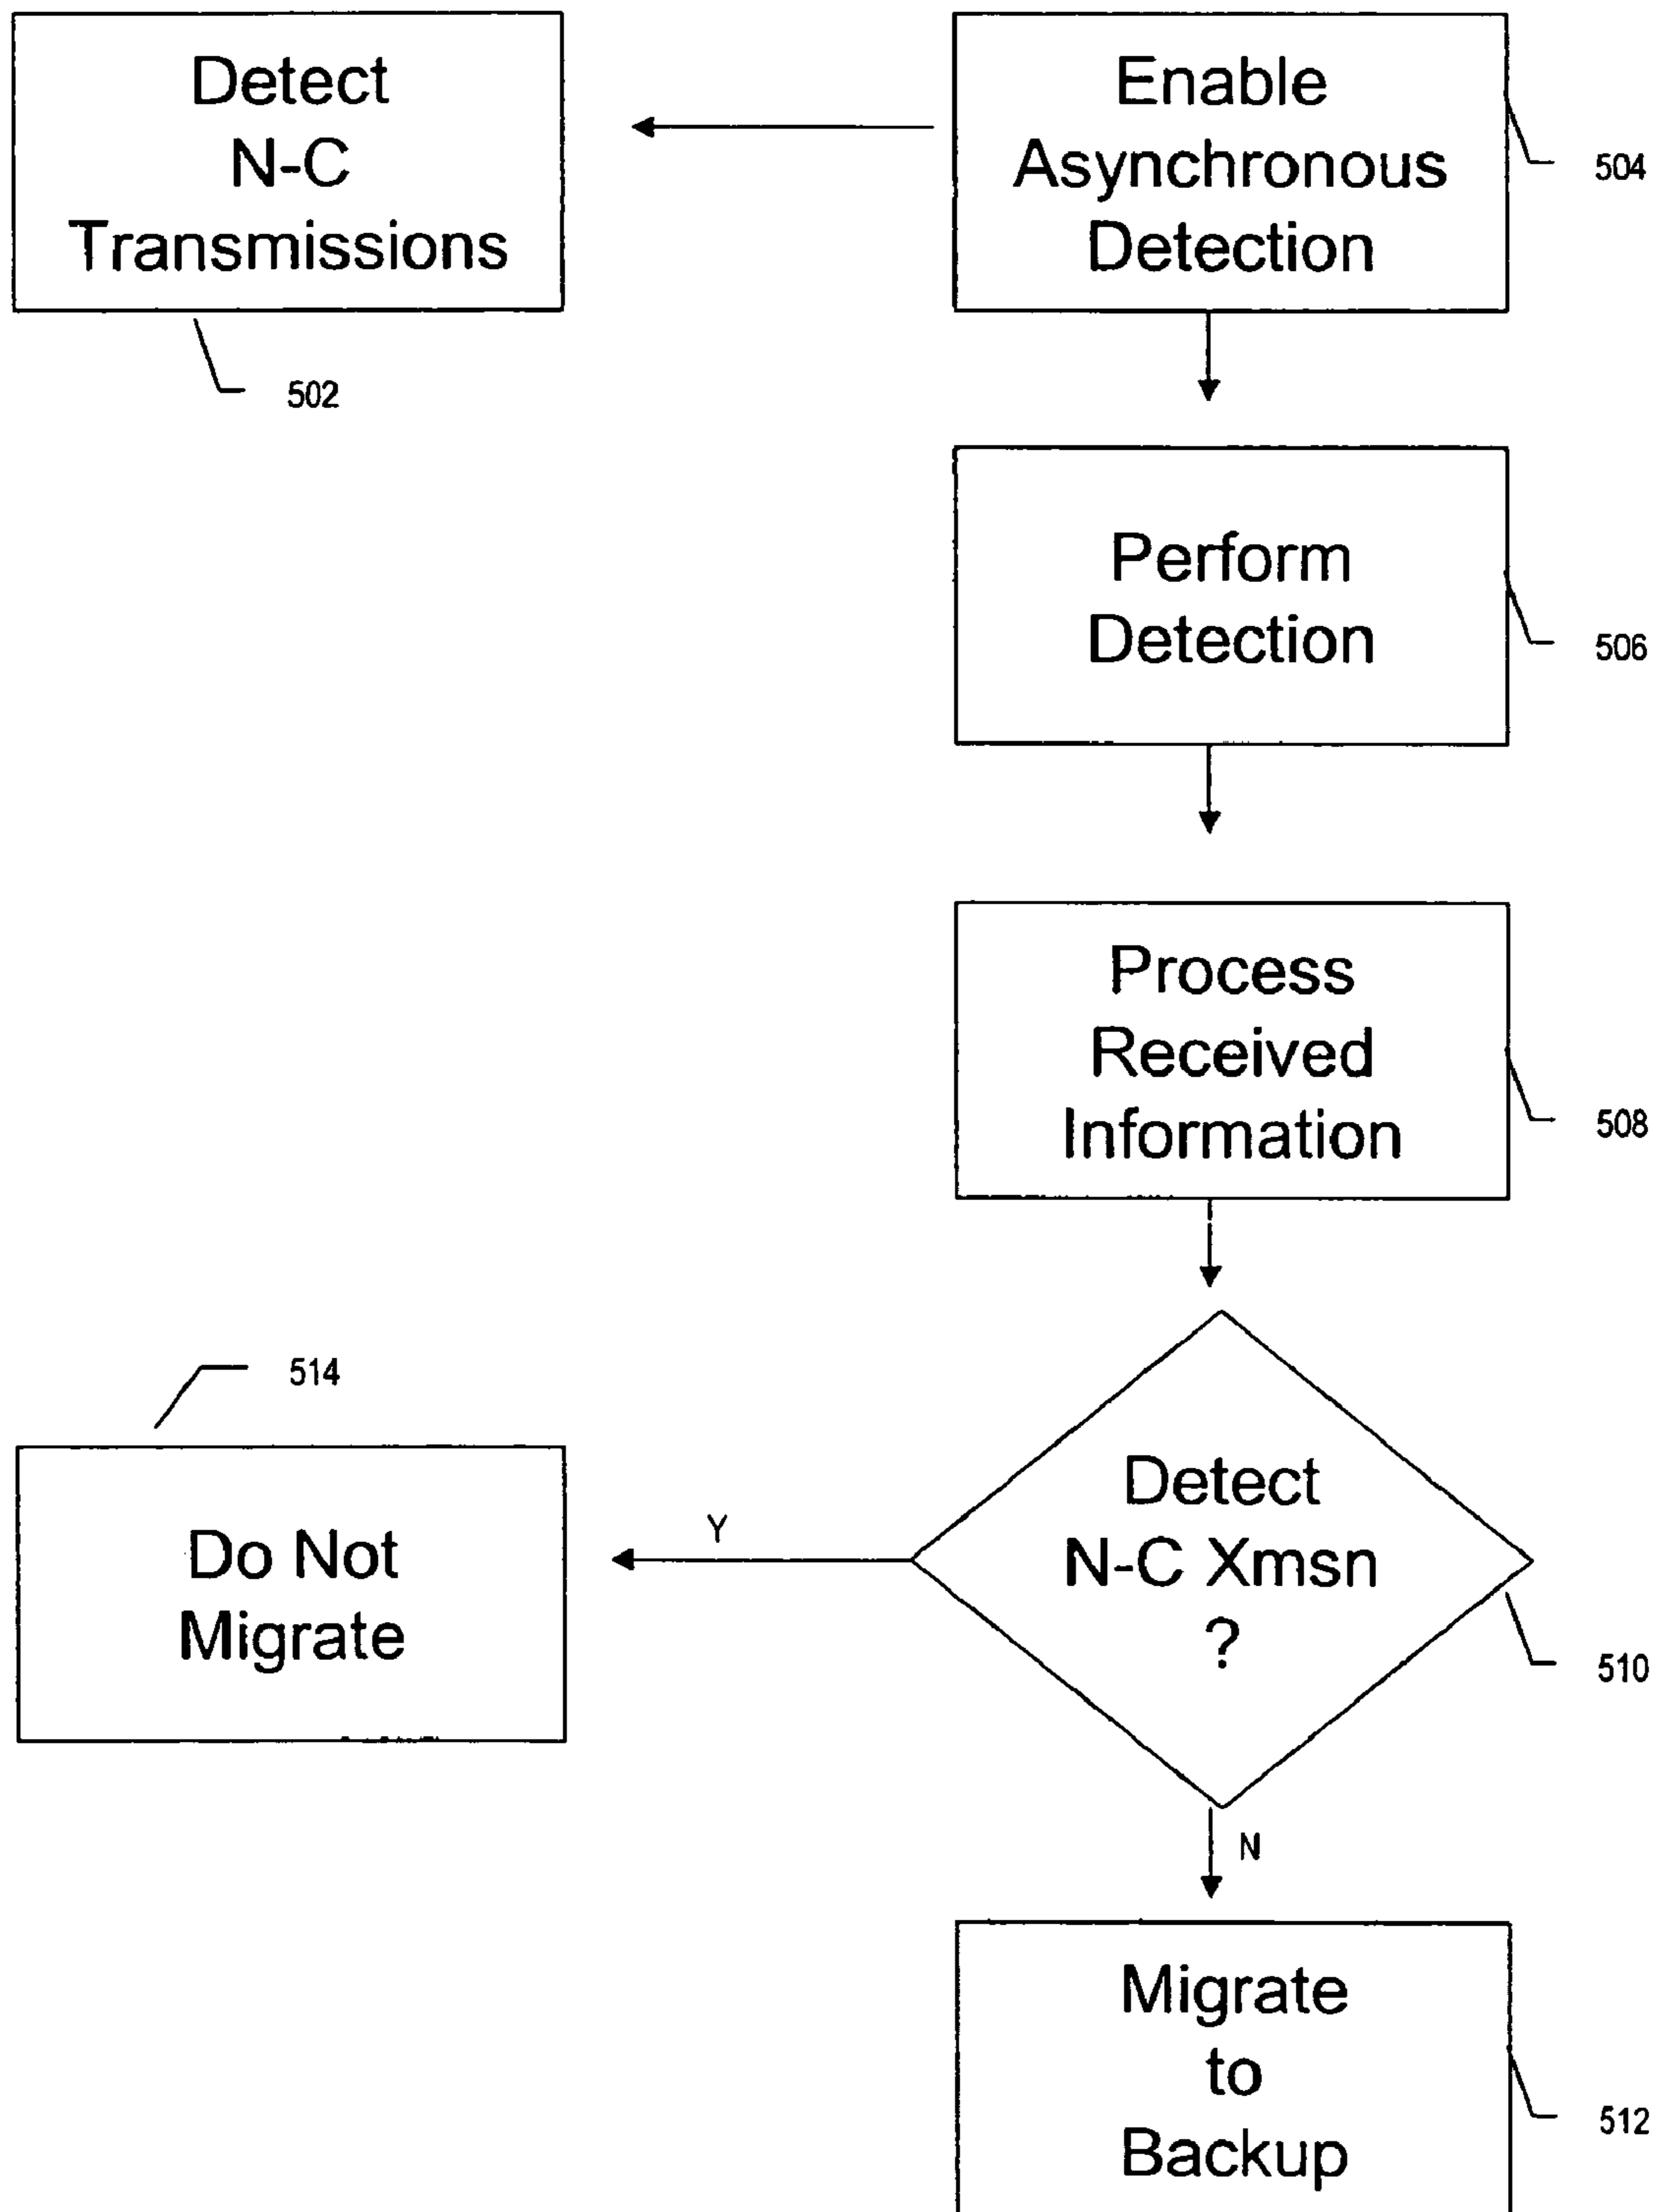 Detect
N-C
Transmissions
502
Enable
Asynchronous
Detection
504
Perform
Detection
506
Process
Received
Information
508
514
Do Not
Migrate
Y
Detect
N-C Xmsn
?
510
N
Migrate
to
Backup
512